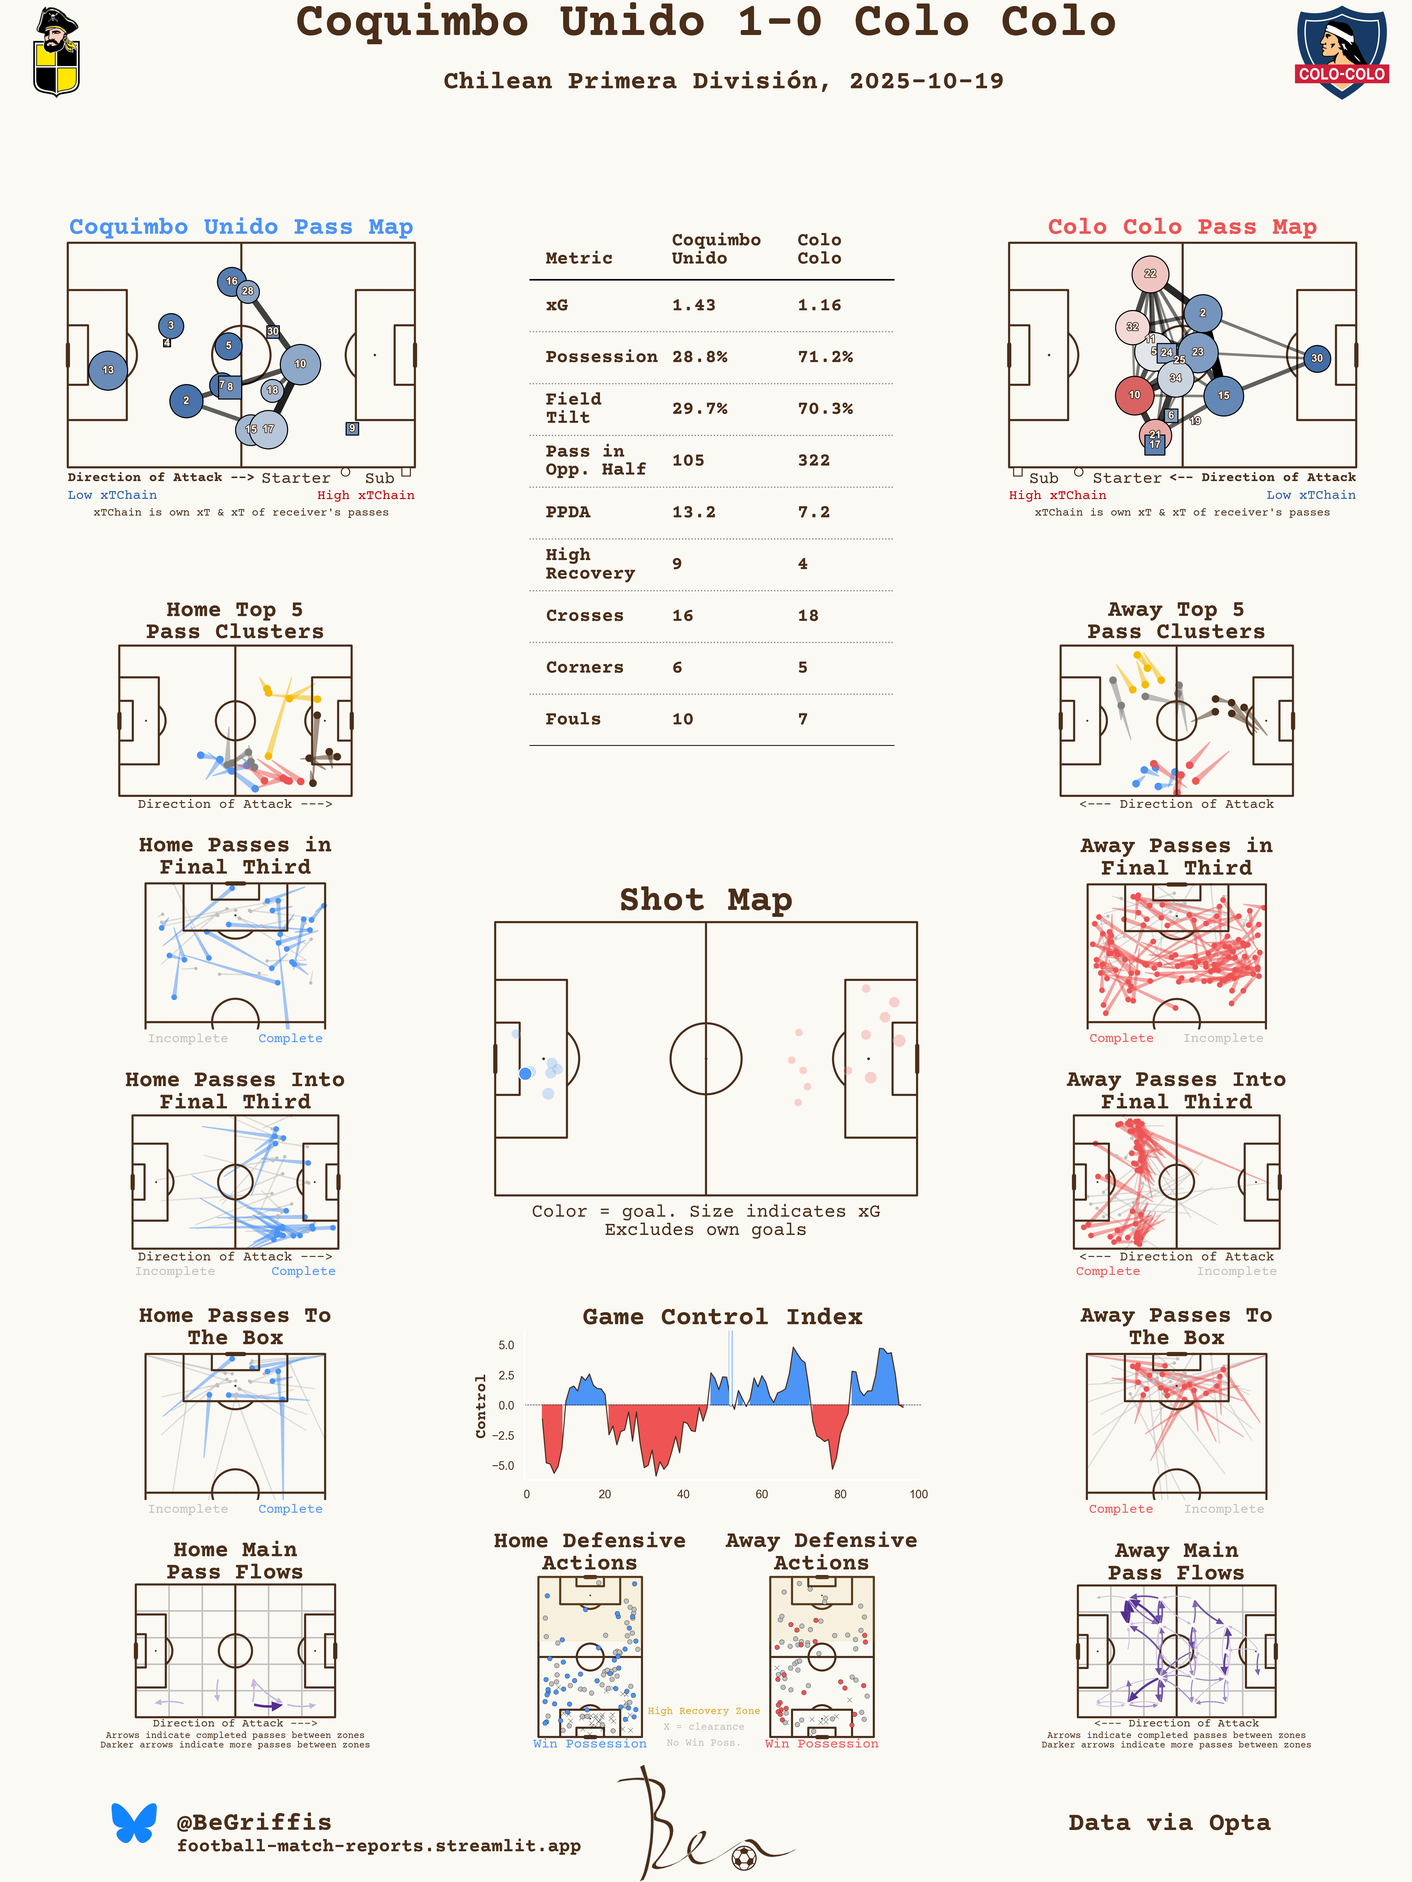 Coquimbo Unido 1-0 Colo Colo
Chilean Primera División, 2025-10-19
COLO-COLO
Coquimbo Unido Pass Map
16
28
3
4
30
5
10
13
7
8
18
2
15
17
9
Direction of Attack --> Starter Sub
Low xTChain High xTChain
xTChain is own xT & xT of receiver's passes
Metric Coquimbo Unido Colo Colo
xG 1.43 1.16
Possession 28.8% 71.2%
Field Tilt 29.7% 70.3%
Pass in Opp. Half 105 322
PPDA 13.2 7.2
High Recovery 9 4
Crosses 16 18
Corners 6 5
Fouls 10 7
Colo Colo Pass Map
22
2
32
11
5
24
23
25
30
34
10
15
6
19
21
17
Sub Starter <-- Direction of Attack
High xTChain Low xTChain
xTChain is own xT & xT of receiver's passes
Home Top 5
Pass Clusters
Direction of Attack --->
Away Top 5
Pass Clusters
<--- Direction of Attack
Home Passes in
Final Third
Incomplete Complete
Away Passes in
Final Third
Complete Incomplete
Shot Map
Color = goal. Size indicates xG
Excludes own goals
Home Passes Into
Final Third
Direction of Attack --->
Incomplete Complete
Away Passes Into
Final Third
<--- Direction of Attack
Complete Incomplete
Home Passes To
The Box
Incomplete Complete
Game Control Index
Control
5.0
2.5
0.0
−2.5
−5.0
0 20 40 60 80 100
Away Passes To
The Box
Complete Incomplete
Home Main
Pass Flows
Direction of Attack --->
Arrows indicate completed passes between zones
Darker arrows indicate more passes between zones
Home Defensive
Actions
Win Possession
High Recovery Zone
X = clearance
No Win Poss.
Away Defensive
Actions
Win Possession
Away Main
Pass Flows
<--- Direction of Attack
Arrows indicate completed passes between zones
Darker arrows indicate more passes between zones
@BeGriffis
football-match-reports.streamlit.app
Ben
Data via Opta